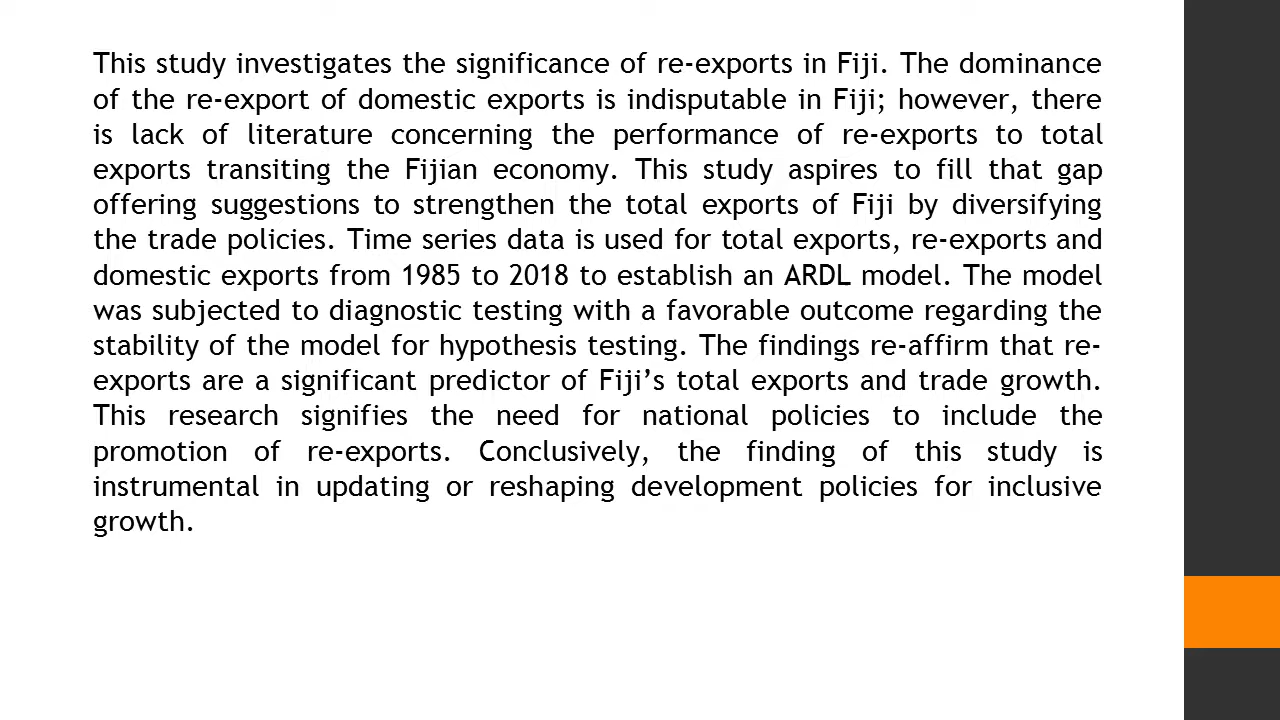 This study investigates the significance of re-exports in Fiji. The dominance
of the re-export of domestic exports is indisputable in Fiji; however, there
is lack of literature concerning the performance of re-exports to total
exports transiting the Fijian economy. This study aspires to fill that gap
offering suggestions to strengthen the total exports of Fiji by diversifying
the trade policies. Time series data is used for total exports, re-exports and
domestic exports from 1985 to 2018 to establish an ARDL model. The model
was subjected to diagnostic testing with a favorable outcome regarding the
stability of the model for hypothesis testing. The findings re-affirm that re-
exports are a significant predictor of Fiji’s total exports and trade growth.
This research signifies the need for national policies to include the
promotion of re-exports. Conclusively, the finding of this study is
instrumental in updating or reshaping development policies for inclusive
growth.